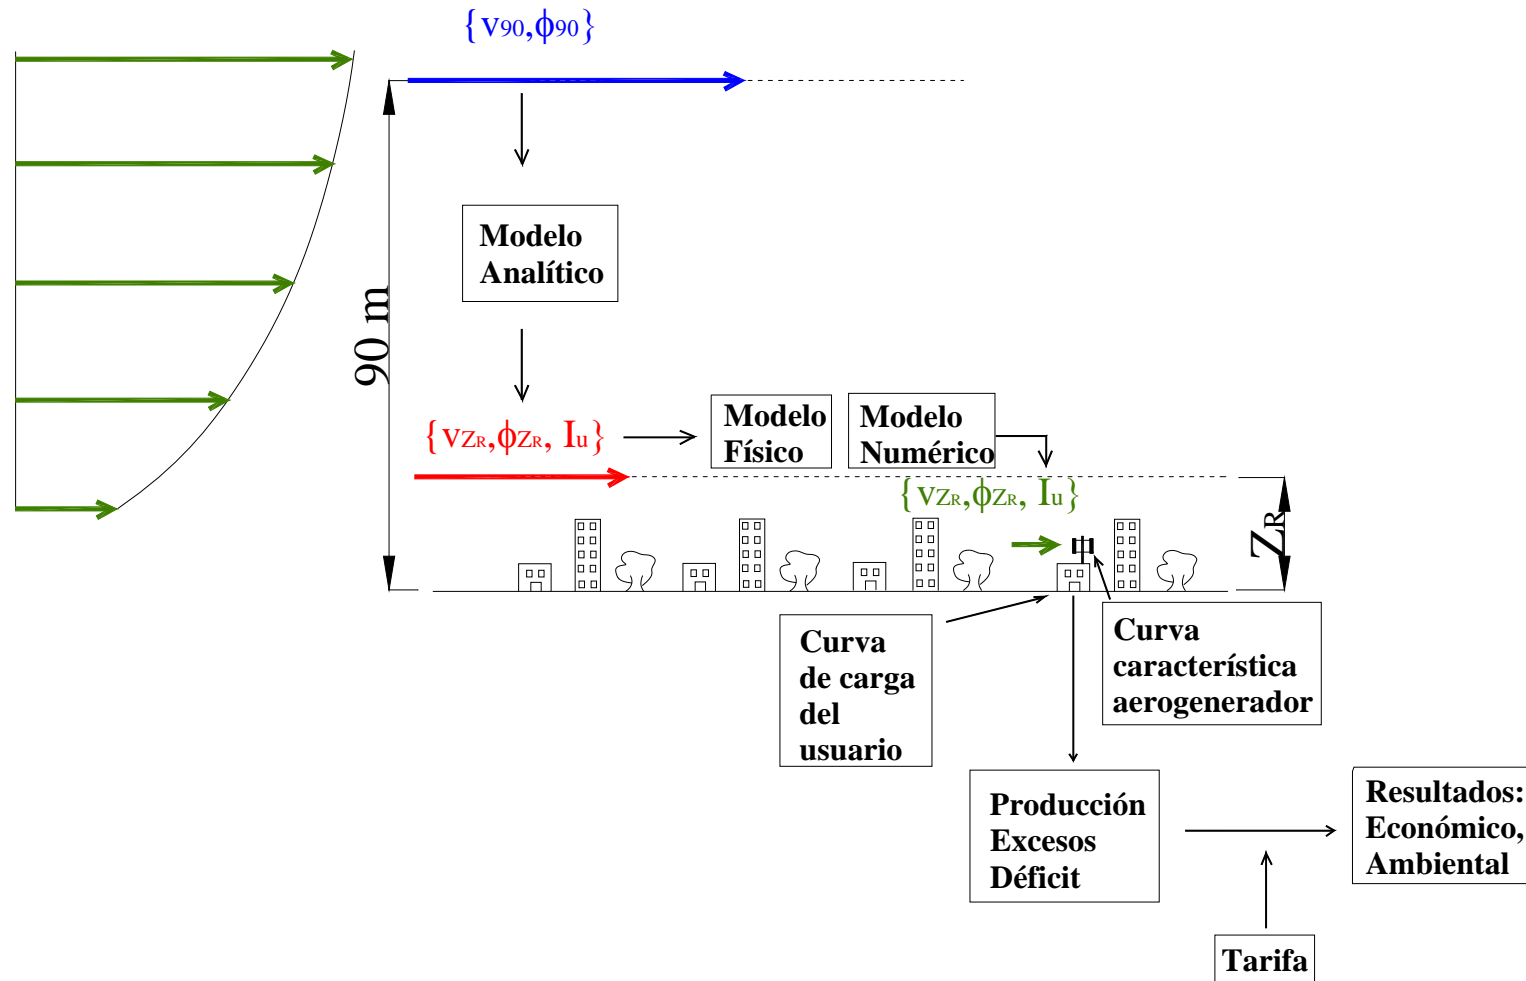 {v90,ϕ90}
Modelo
Analítico
90 m
{vZR,ϕZR, Iu}
Modelo
Físico
Modelo
Numérico
{vZR,ϕZR, Iu}
ZR
Curva
de carga
del
usuario
Curva
característica
aerogenerador
Producción
Excesos
Déficit
Resultados:
Económico,
Ambiental
Tarifa